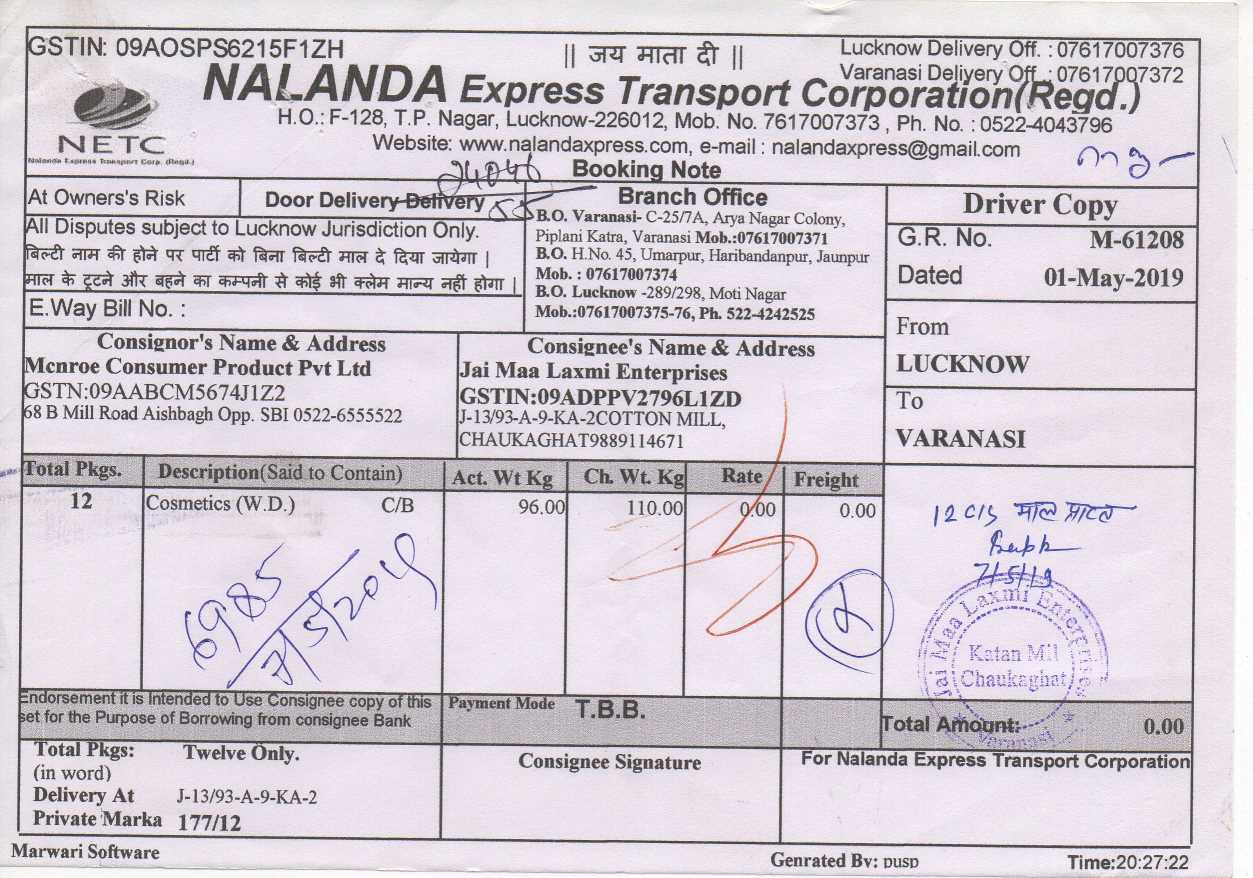 GSTIN: 09AOSPS6215F1ZH
|| जय माता दी ||
Lucknow Delivery Off. : 07617007376
Varanasi Delivery Off. : 07617007372
NALANDA Express Transport Corporation(Regd.)
NETC
Nalanda Express Transport Corp. (Regd.)
H.O.: F-128, T.P. Nagar, Lucknow-226012, Mob. No. 7617007373 , Ph. No. : 0522-4043796
Website: www.nalandaxpress.com, e-mail : nalandaxpress@gmail.com
Booking Note
At Owners's Risk
Door Delivery Delivery
All Disputes subject to Lucknow Jurisdiction Only.
बिल्टी नाम की होने पर पार्टी को बिना बिल्टी माल दे दिया जायेगा |
माल के टूटने और बहने का कम्पनी से कोई भी क्लेम मान्य नहीं होगा |
E.Way Bill No. :
Branch Office
B.O. Varanasi- C-25/7A, Arya Nagar Colony,
Piplani Katra, Varanasi Mob.:07617007371
B.O. H.No. 45, Umarpur, Haribandanpur, Jaunpur
Mob. : 07617007374
B.O. Lucknow -289/298, Moti Nagar
Mob.:07617007375-76, Ph. 522-4242525
Driver Copy
G.R. No. M-61208
Dated 01-May-2019
From
LUCKNOW
To
VARANASI
Consignor's Name & Address
Mcnroe Consumer Product Pvt Ltd
GSTN:09AABCM5674J1Z2
68 B Mill Road Aishbagh Opp. SBI 0522-6555522
Consignee's Name & Address
Jai Maa Laxmi Enterprises
GSTIN:09ADPPV2796L1ZD
J-13/93-A-9-KA-2COTTON MILL,
CHAUKAGHAT9889114671
Total Pkgs. Description(Said to Contain) Act. Wt Kg Ch. Wt. Kg Rate Freight
12 Cosmetics (W.D.) C/B 96.00 110.00 0.00 0.00
6985
7/5/2019
12 C/S माल प्राप्त
7/5/19
Jai Maa Laxmi Enterprises
Katan Mil
Chaukaghat
Varanasi
Endorsement it is Intended to Use Consignee copy of this
set for the Purpose of Borrowing from consignee Bank
Payment Mode T.B.B.
Total Amount: 0.00
Total Pkgs: Twelve Only.
(in word)
Delivery At J-13/93-A-9-KA-2
Private Marka 177/12
Consignee Signature
For Nalanda Express Transport Corporation
Marwari Software
Genrated By: pusp
Time:20:27:22